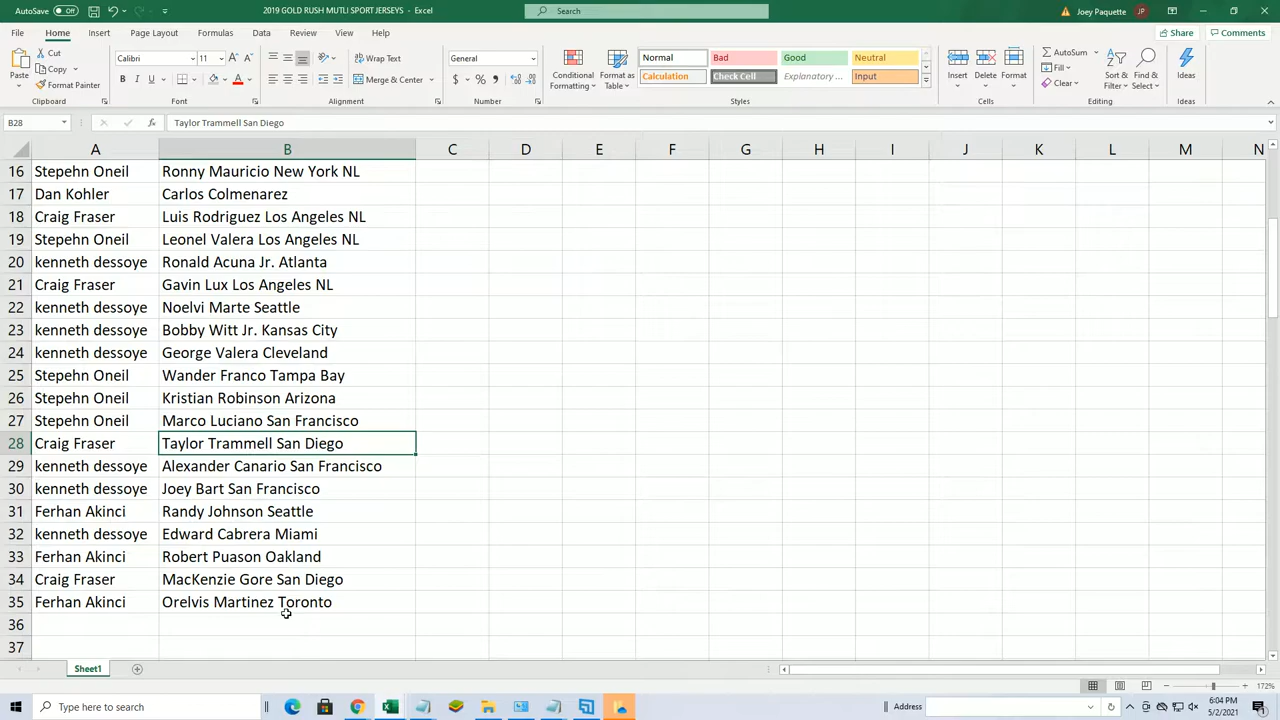 AutoSave Off 2019 GOLD RUSH MUTLI SPORT JERSEYS - Excel Search Joey Paquette JP
File Home Insert Page Layout Formulas Data Review View Help Share Comments
Paste Cut Copy Format Painter Clipboard
Calibri 11 B I U A Font
Wrap Text Merge & Center Alignment
General $ % Number
Conditional Formatting Format as Table
Normal Bad Good Neutral
Calculation Check Cell Explanatory ... Input
Styles
Insert Delete Format Cells
AutoSum Fill Clear Sort & Filter Find & Select Editing
Ideas Ideas
B28 fx Taylor Trammell San Diego
A B C D E F G H I J K L M N
16 Stepehn Oneil Ronny Mauricio New York NL
17 Dan Kohler Carlos Colmenarez
18 Craig Fraser Luis Rodriguez Los Angeles NL
19 Stepehn Oneil Leonel Valera Los Angeles NL
20 kenneth dessoye Ronald Acuna Jr. Atlanta
21 Craig Fraser Gavin Lux Los Angeles NL
22 kenneth dessoye Noelvi Marte Seattle
23 kenneth dessoye Bobby Witt Jr. Kansas City
24 kenneth dessoye George Valera Cleveland
25 Stepehn Oneil Wander Franco Tampa Bay
26 Stepehn Oneil Kristian Robinson Arizona
27 Stepehn Oneil Marco Luciano San Francisco
28 Craig Fraser Taylor Trammell San Diego
29 kenneth dessoye Alexander Canario San Francisco
30 kenneth dessoye Joey Bart San Francisco
31 Ferhan Akinci Randy Johnson Seattle
32 kenneth dessoye Edward Cabrera Miami
33 Ferhan Akinci Robert Puason Oakland
34 Craig Fraser MacKenzie Gore San Diego
35 Ferhan Akinci Orelvis Martinez Toronto
36
37
Sheet1
172%
Type here to search Address 6:04 PM
5/2/2021